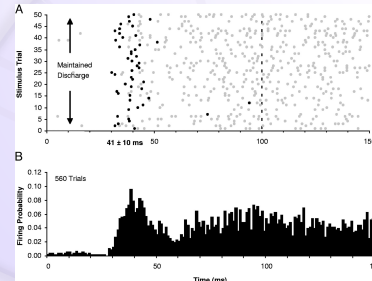 A
50
45
40
35
30
25
20
15
10
5
0
Stimulus Trial
Maintained
Discharge
0 50 100 15
41 ± 10 ms
B
560 Trials
0.12
0.10
0.08
0.06
0.04
0.02
0.00
Firing Probability
0 50 100 1
Time (ms)